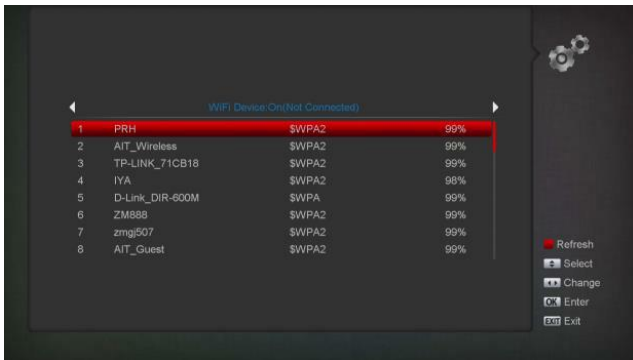 WiFi Device:On(Not Connected)
1 PRH $WPA2 99%
2 AIT_Wireless $WPA2 99%
3 TP-LINK_71CB18 $WPA2 99%
4 IYA $WPA2 98%
5 D-Link_DIR-600M $WPA 99%
6 ZM888 $WPA2 99%
7 zmgj507 $WPA2 99%
8 AIT_Guest $WPA2 99%
Refresh
Select
Change
OK Enter
EXIT Exit